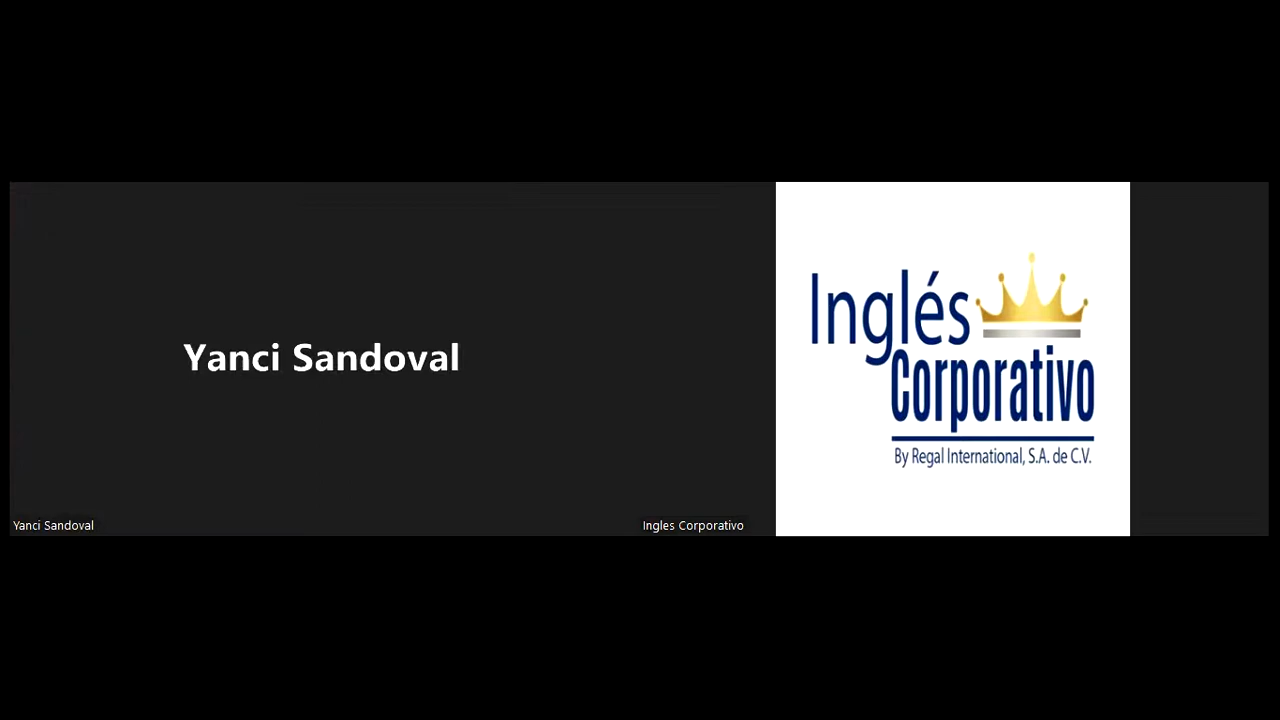 Yanci Sandoval
Yanci Sandoval
Inglés
Corporativo
By Regal International, S.A. de C.V.
Ingles Corporativo